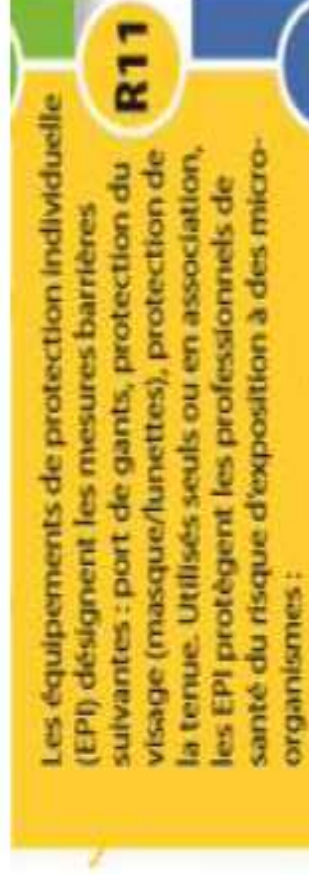 R11
Les équipements de protection individuelle
(EPI) désignent les mesures barrières
suivantes : port de gants, protection du
visage (masque/lunettes), protection de
la tenue. Utilisés seuls ou en association,
les EPI protègent les professionnels de
santé du risque d'exposition à des micro-
organismes :